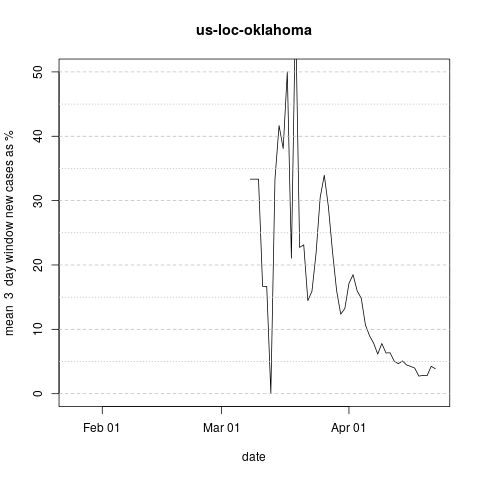 us-loc-oklahoma
mean 3 day window new cases as %
50
40
30
20
10
0
Feb 01
Mar 01
Apr 01
date